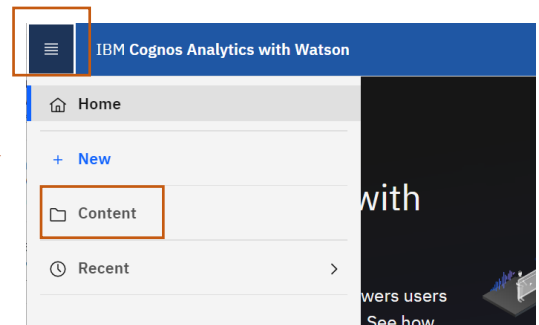 IBM Cognos Analytics with Watson
Home
+ New
Content
Recent
with
wers users
See how